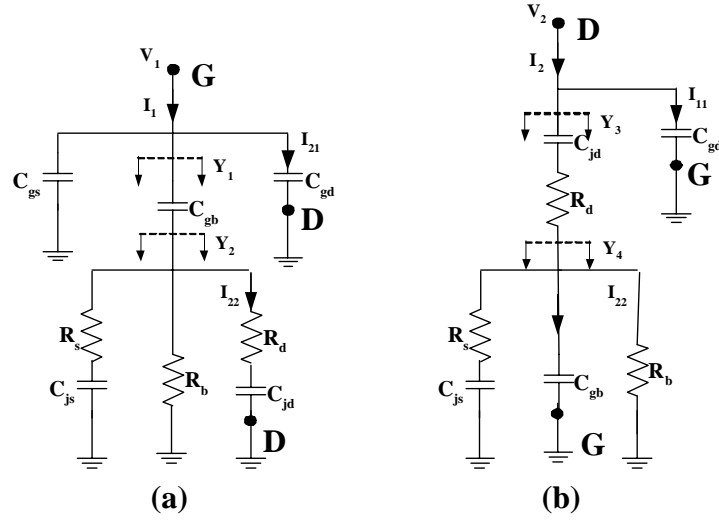 V1
G
I1
I21
Y1
Cgs
Cgd
Cgb
D
Y2
I22
Rs
Rd
Rb
Cjs
Cjd
D
(a)
V2
D
I2
I11
Y3
Cjd
Cgd
G
Rd
Y4
I22
Rs
Rb
Cgb
Cjs
G
(b)